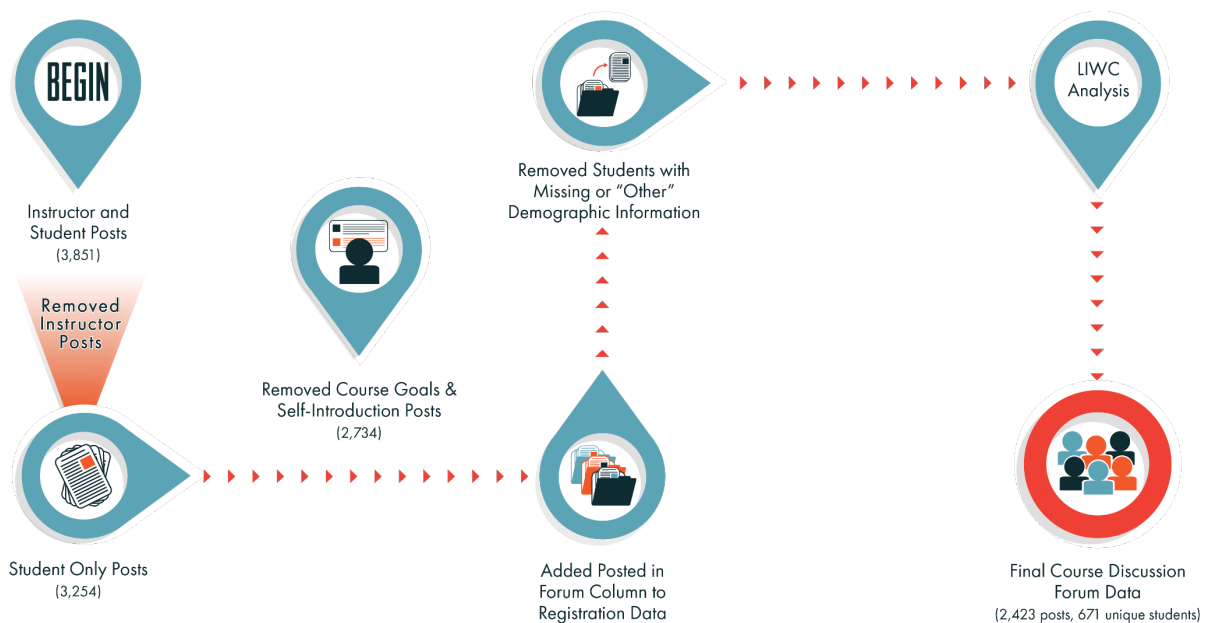 BEGIN
Instructor and
Student Posts
(3,851)
Removed
Instructor
Posts
Student Only Posts
(3,254)
Removed Course Goals &
Self-Introduction Posts
(2,734)
Added Posted in
Forum Column to
Registration Data
Removed Students with
Missing or “Other”
Demographic Information
LIWC
Analysis
Final Course Discussion
Forum Data
(2,423 posts, 671 unique students)